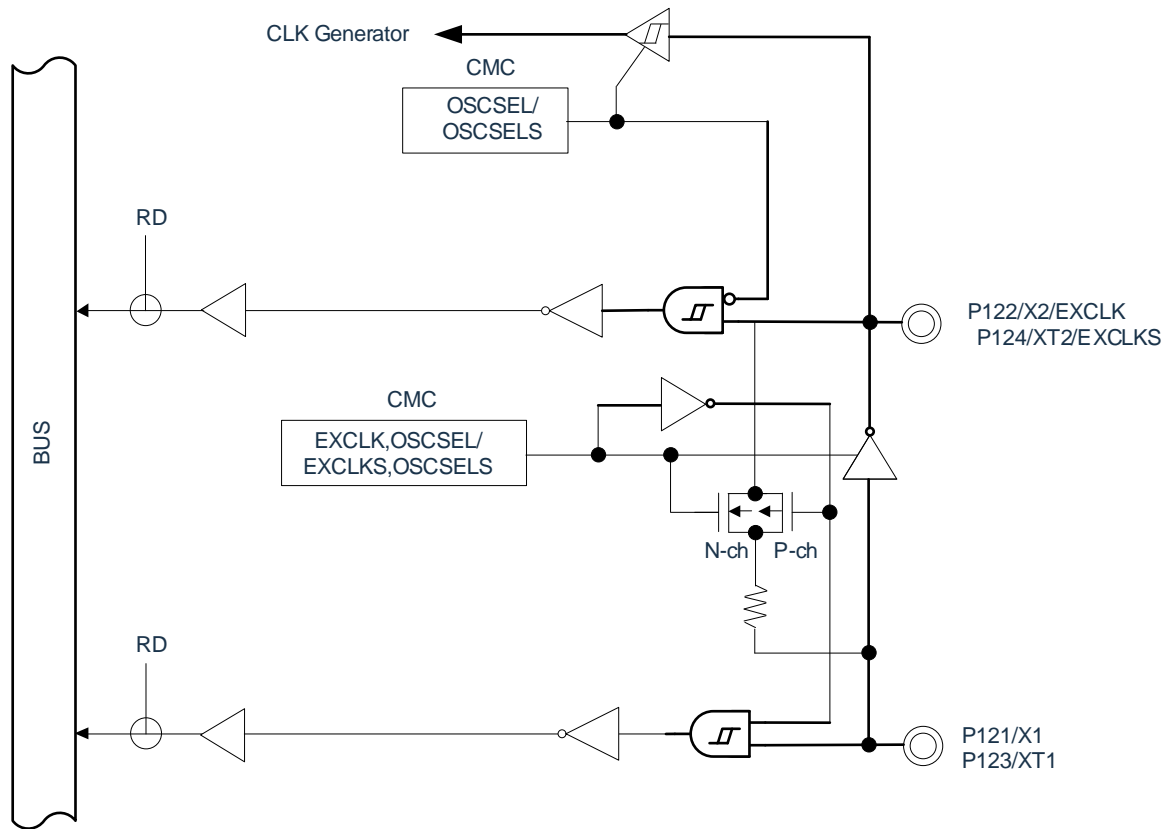 CLK Generator
CMC
OSCSEL/
OSCSELS
RD
P122/X2/EXCLK
P124/XT2/EXCLKS
CMC
EXCLK,OSCSEL/
EXCLKS,OSCSELS
BUS
N-ch
P-ch
RD
P121/X1
P123/XT1